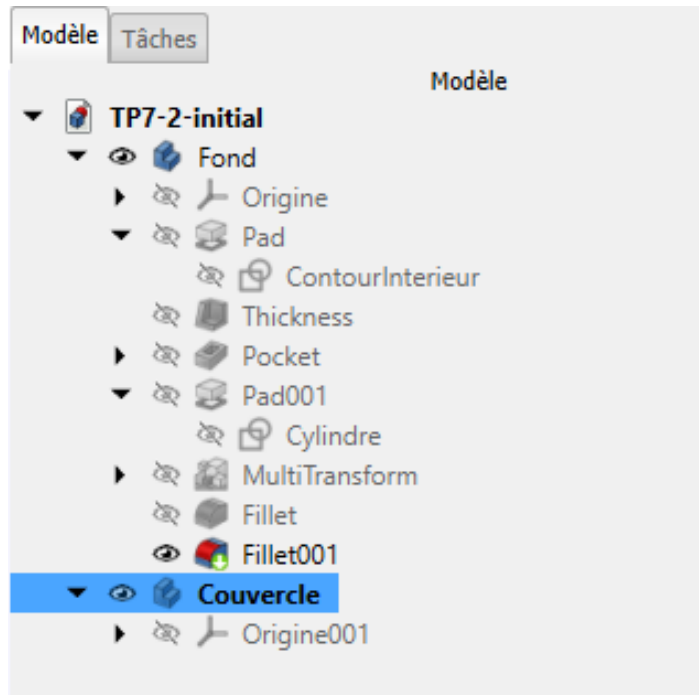 Modèle Tâches
Modèle
TP7-2-initial
Fond
Origine
Pad
ContourInterieur
Thickness
Pocket
Pad001
Cylindre
MultiTransform
Fillet
Fillet001
Couvercle
Origine001